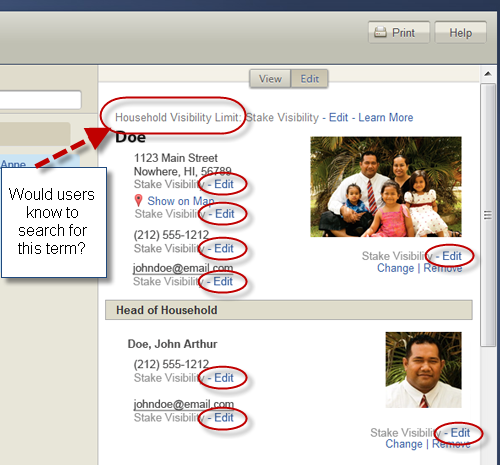 Print
Help
View
Edit
Household Visibility Limit: Stake Visibility - Edit - Learn More
Doe
Anne
Would users
know to
search for
this term?
1123 Main Street
Nowhere, HI, 56789
Stake Visibility - Edit
Show on Map
Stake Visibility - Edit
(212) 555-1212
Stake Visibility - Edit
johndoe@email.com
Stake Visibility - Edit
Stake Visibility - Edit
Change | Remove
Head of Household
Doe, John Arthur
(212) 555-1212
Stake Visibility - Edit
johndoe@email.com
Stake Visibility - Edit
Stake Visibility - Edit
Change | Remove